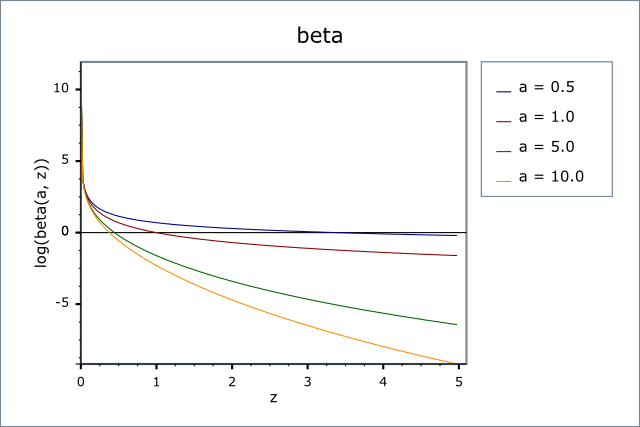 beta
10
5
0
-5
log(beta(a, z))
0 1 2 3 4 5
z
a = 0.5
a = 1.0
a = 5.0
a = 10.0